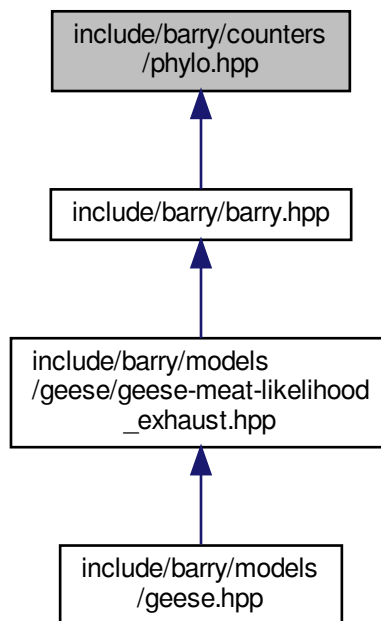 include/barry/counters
/phylo.hpp
include/barry/barry.hpp
include/barry/models
/geese/geese-meat-likelihood
_exhaust.hpp
include/barry/models
/geese.hpp